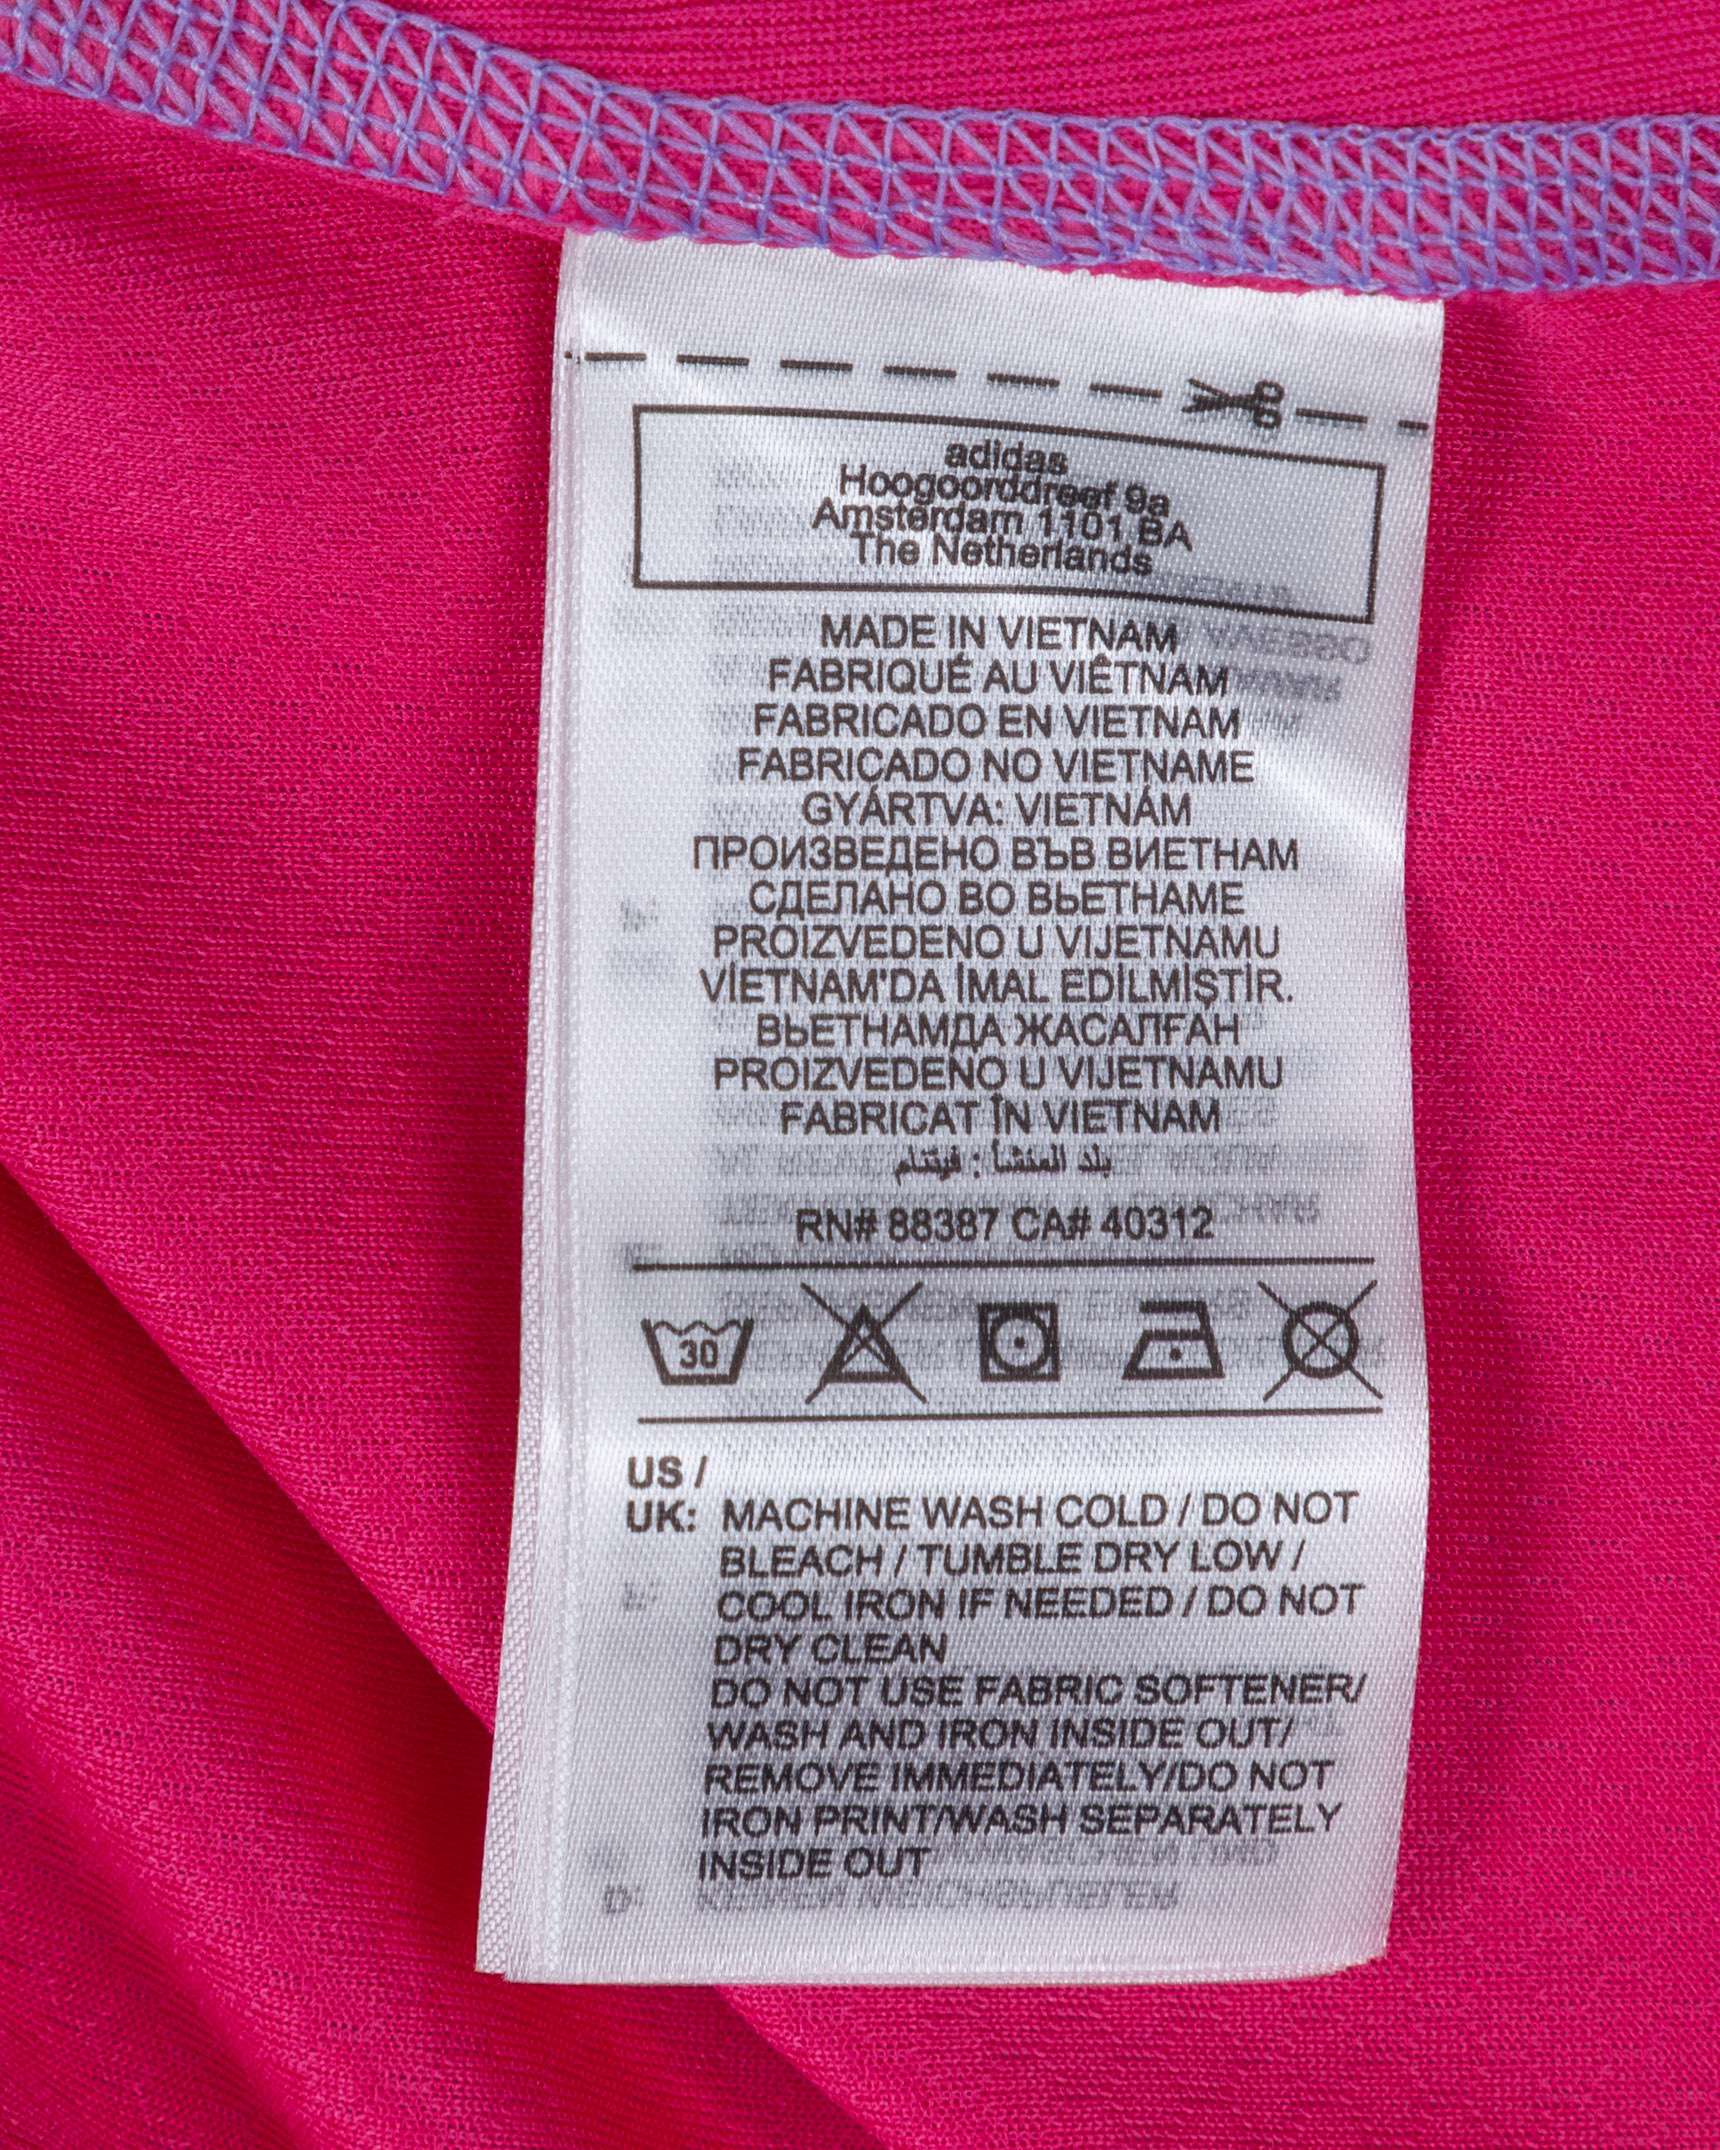 adidas
Hoogoorddreef 9a
Amsterdam 1101 BA
The Netherlands
MADE IN VIETNAM
FABRIQUÉ AU VIÊTNAM
FABRICADO EN VIETNAM
FABRICADO NO VIETNAME
GYÁRTVA: VIETNÁM
ПРОИЗВЕДЕНО ВЪВ ВИЕТНАМ
СДЕЛАНО ВО ВЬЕТНАМЕ
PROIZVEDENO U VIJETNAMU
VİETNAM'DA İMAL EDİLMİŞTİR.
ВЬЕТНАМДА ЖАСАЛҒАН
PROIZVEDENO U VIJETNAMU
FABRICAT ÎN VIETNAM
بلد المنشأ : فيتنام
RN# 88387 CA# 40312
30
US /
UK: MACHINE WASH COLD / DO NOT
BLEACH / TUMBLE DRY LOW /
COOL IRON IF NEEDED / DO NOT
DRY CLEAN
DO NOT USE FABRIC SOFTENER/
WASH AND IRON INSIDE OUT/
REMOVE IMMEDIATELY/DO NOT
IRON PRINT/WASH SEPARATELY
INSIDE OUT